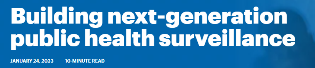 Building next-generation
public health surveillance
JANUARY 24, 2023 10-MINUTE READ